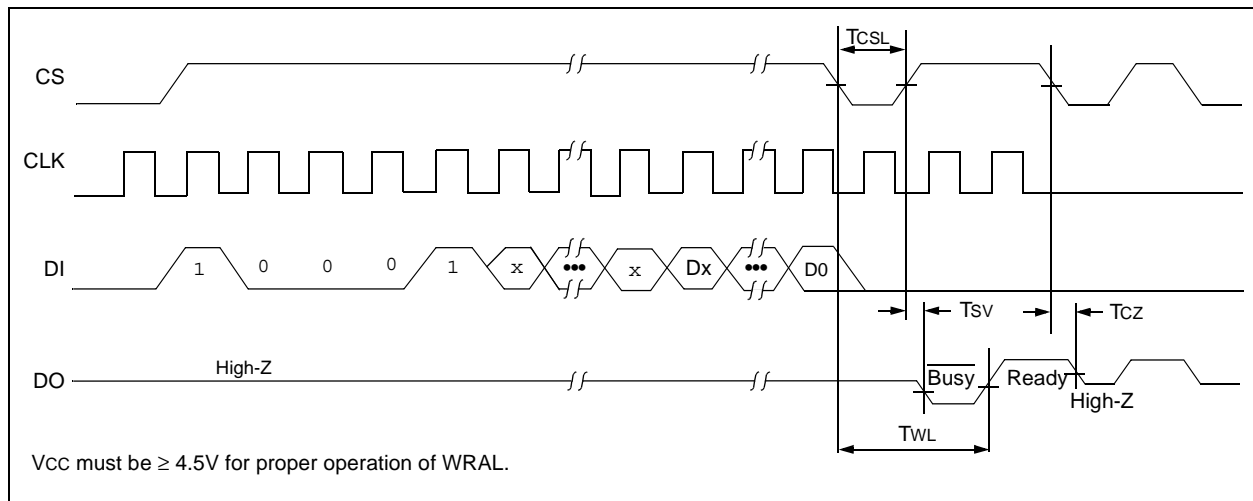 TCSL
CS
CLK
DI
1 0 0 0 1 x ••• x Dx ••• D0
TSV
TCZ
DO
High-Z
Busy
Ready
High-Z
TWL
VCC must be ≥ 4.5V for proper operation of WRAL.